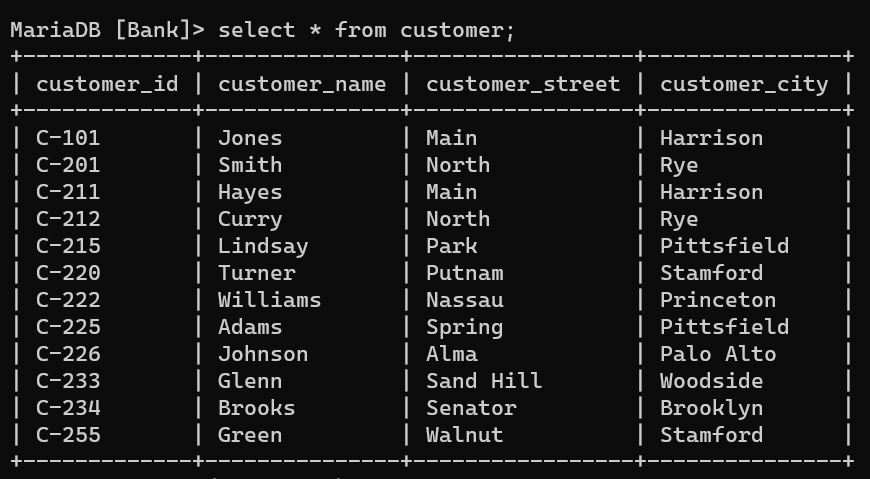 MariaDB [Bank]> select * from customer;
+-------------+---------------+-----------------+---------------+
| customer_id | customer_name | customer_street | customer_city |
+-------------+---------------+-----------------+---------------+
| C-101       | Jones         | Main            | Harrison      |
| C-201       | Smith         | North           | Rye           |
| C-211       | Hayes         | Main            | Harrison      |
| C-212       | Curry         | North           | Rye           |
| C-215       | Lindsay       | Park            | Pittsfield    |
| C-220       | Turner        | Putnam          | Stamford      |
| C-222       | Williams      | Nassau          | Princeton     |
| C-225       | Adams         | Spring          | Pittsfield    |
| C-226       | Johnson       | Alma            | Palo Alto     |
| C-233       | Glenn         | Sand Hill       | Woodside      |
| C-234       | Brooks        | Senator         | Brooklyn      |
| C-255       | Green         | Walnut          | Stamford      |
+-------------+---------------+-----------------+---------------+